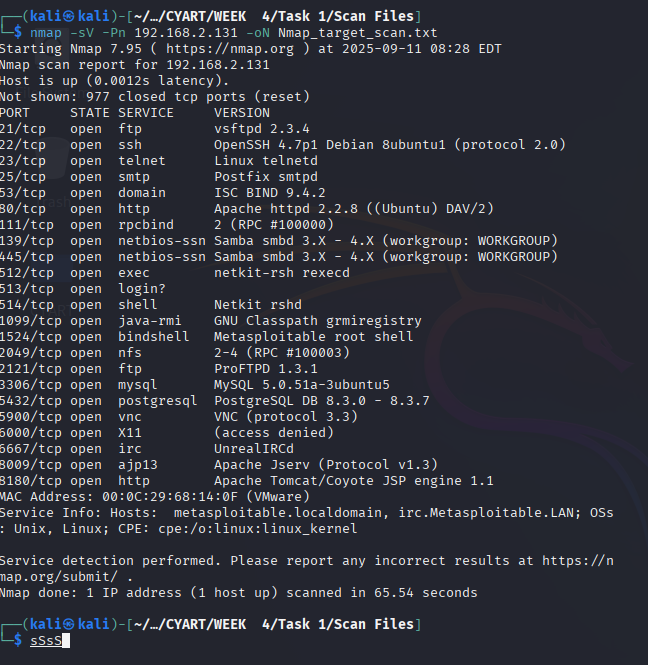 ┌──(kali㉿kali)-[~/…/CYART/WEEK  4/Task 1/Scan Files]
└─$ nmap -sV -Pn 192.168.2.131 -oN Nmap_target_scan.txt
Starting Nmap 7.95 ( https://nmap.org ) at 2025-09-11 08:28 EDT
Nmap scan report for 192.168.2.131
Host is up (0.0012s latency).
Not shown: 977 closed tcp ports (reset)
PORT     STATE SERVICE     VERSION
21/tcp   open  ftp         vsftpd 2.3.4
22/tcp   open  ssh         OpenSSH 4.7p1 Debian 8ubuntu1 (protocol 2.0)
23/tcp   open  telnet      Linux telnetd
25/tcp   open  smtp        Postfix smtpd
53/tcp   open  domain      ISC BIND 9.4.2
80/tcp   open  http        Apache httpd 2.2.8 ((Ubuntu) DAV/2)
111/tcp  open  rpcbind     2 (RPC #100000)
139/tcp  open  netbios-ssn Samba smbd 3.X - 4.X (workgroup: WORKGROUP)
445/tcp  open  netbios-ssn Samba smbd 3.X - 4.X (workgroup: WORKGROUP)
512/tcp  open  exec        netkit-rsh rexecd
513/tcp  open  login?
514/tcp  open  shell       Netkit rshd
1099/tcp open  java-rmi    GNU Classpath grmiregistry
1524/tcp open  bindshell   Metasploitable root shell
2049/tcp open  nfs         2-4 (RPC #100003)
2121/tcp open  ftp         ProFTPD 1.3.1
3306/tcp open  mysql       MySQL 5.0.51a-3ubuntu5
5432/tcp open  postgresql  PostgreSQL DB 8.3.0 - 8.3.7
5900/tcp open  vnc         VNC (protocol 3.3)
6000/tcp open  X11         (access denied)
6667/tcp open  irc         UnrealIRCd
8009/tcp open  ajp13       Apache Jserv (Protocol v1.3)
8180/tcp open  http        Apache Tomcat/Coyote JSP engine 1.1
MAC Address: 00:0C:29:68:14:0F (VMware)
Service Info: Hosts:  metasploitable.localdomain, irc.Metasploitable.LAN; OSs
: Unix, Linux; CPE: cpe:/o:linux:linux_kernel

Service detection performed. Please report any incorrect results at https://n
map.org/submit/ .
Nmap done: 1 IP address (1 host up) scanned in 65.54 seconds

┌──(kali㉿kali)-[~/…/CYART/WEEK  4/Task 1/Scan Files]
└─$ sSsS